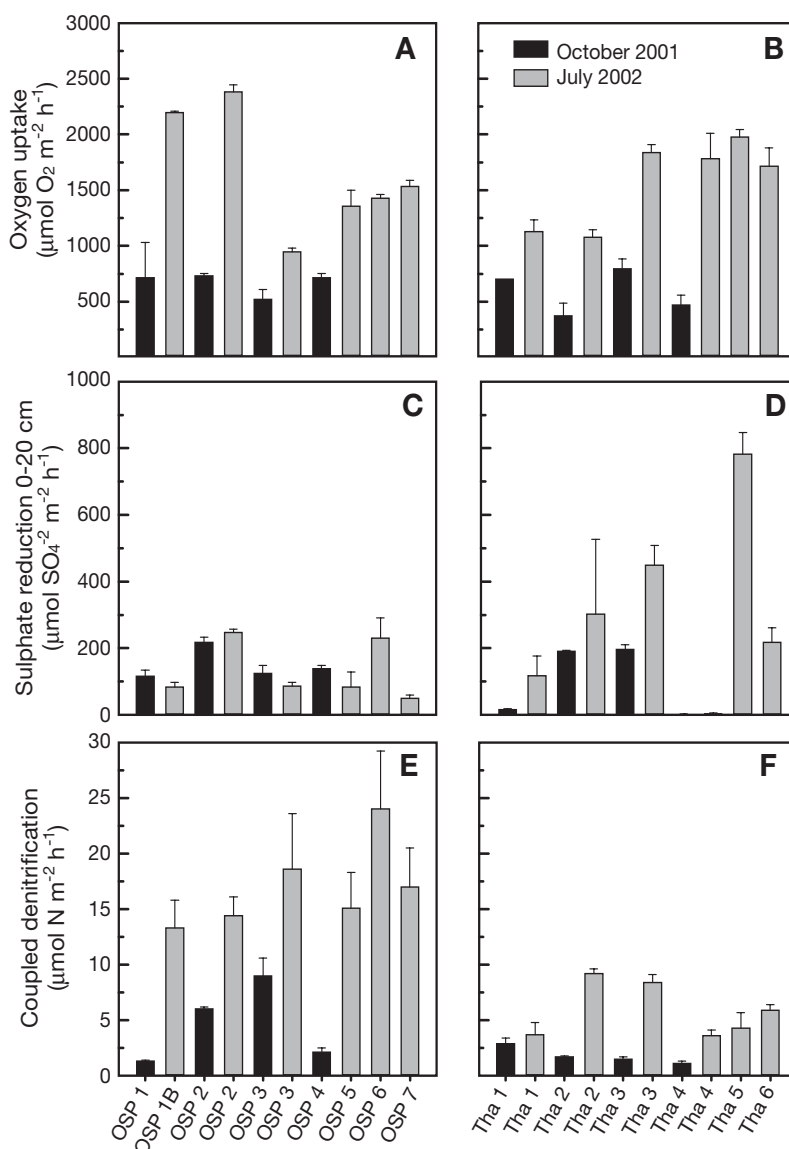 3000
2500
2000
1500
1000
500
Oxygen uptake
(µmol O2 m-2 h-1)
A
B
October 2001
July 2002
1000
800
600
400
200
0
Sulphate reduction 0-20 cm
(µmol SO4-2 m-2 h-1)
C
D
30
25
20
15
10
5
0
Coupled denitrification
(µmol N m-2 h-1)
E
F
OSP 1
OSP 1B
OSP 2
OSP 2
OSP 3
OSP 3
OSP 4
OSP 5
OSP 6
OSP 7
Tha 1
Tha 1
Tha 2
Tha 2
Tha 3
Tha 3
Tha 4
Tha 4
Tha 5
Tha 6